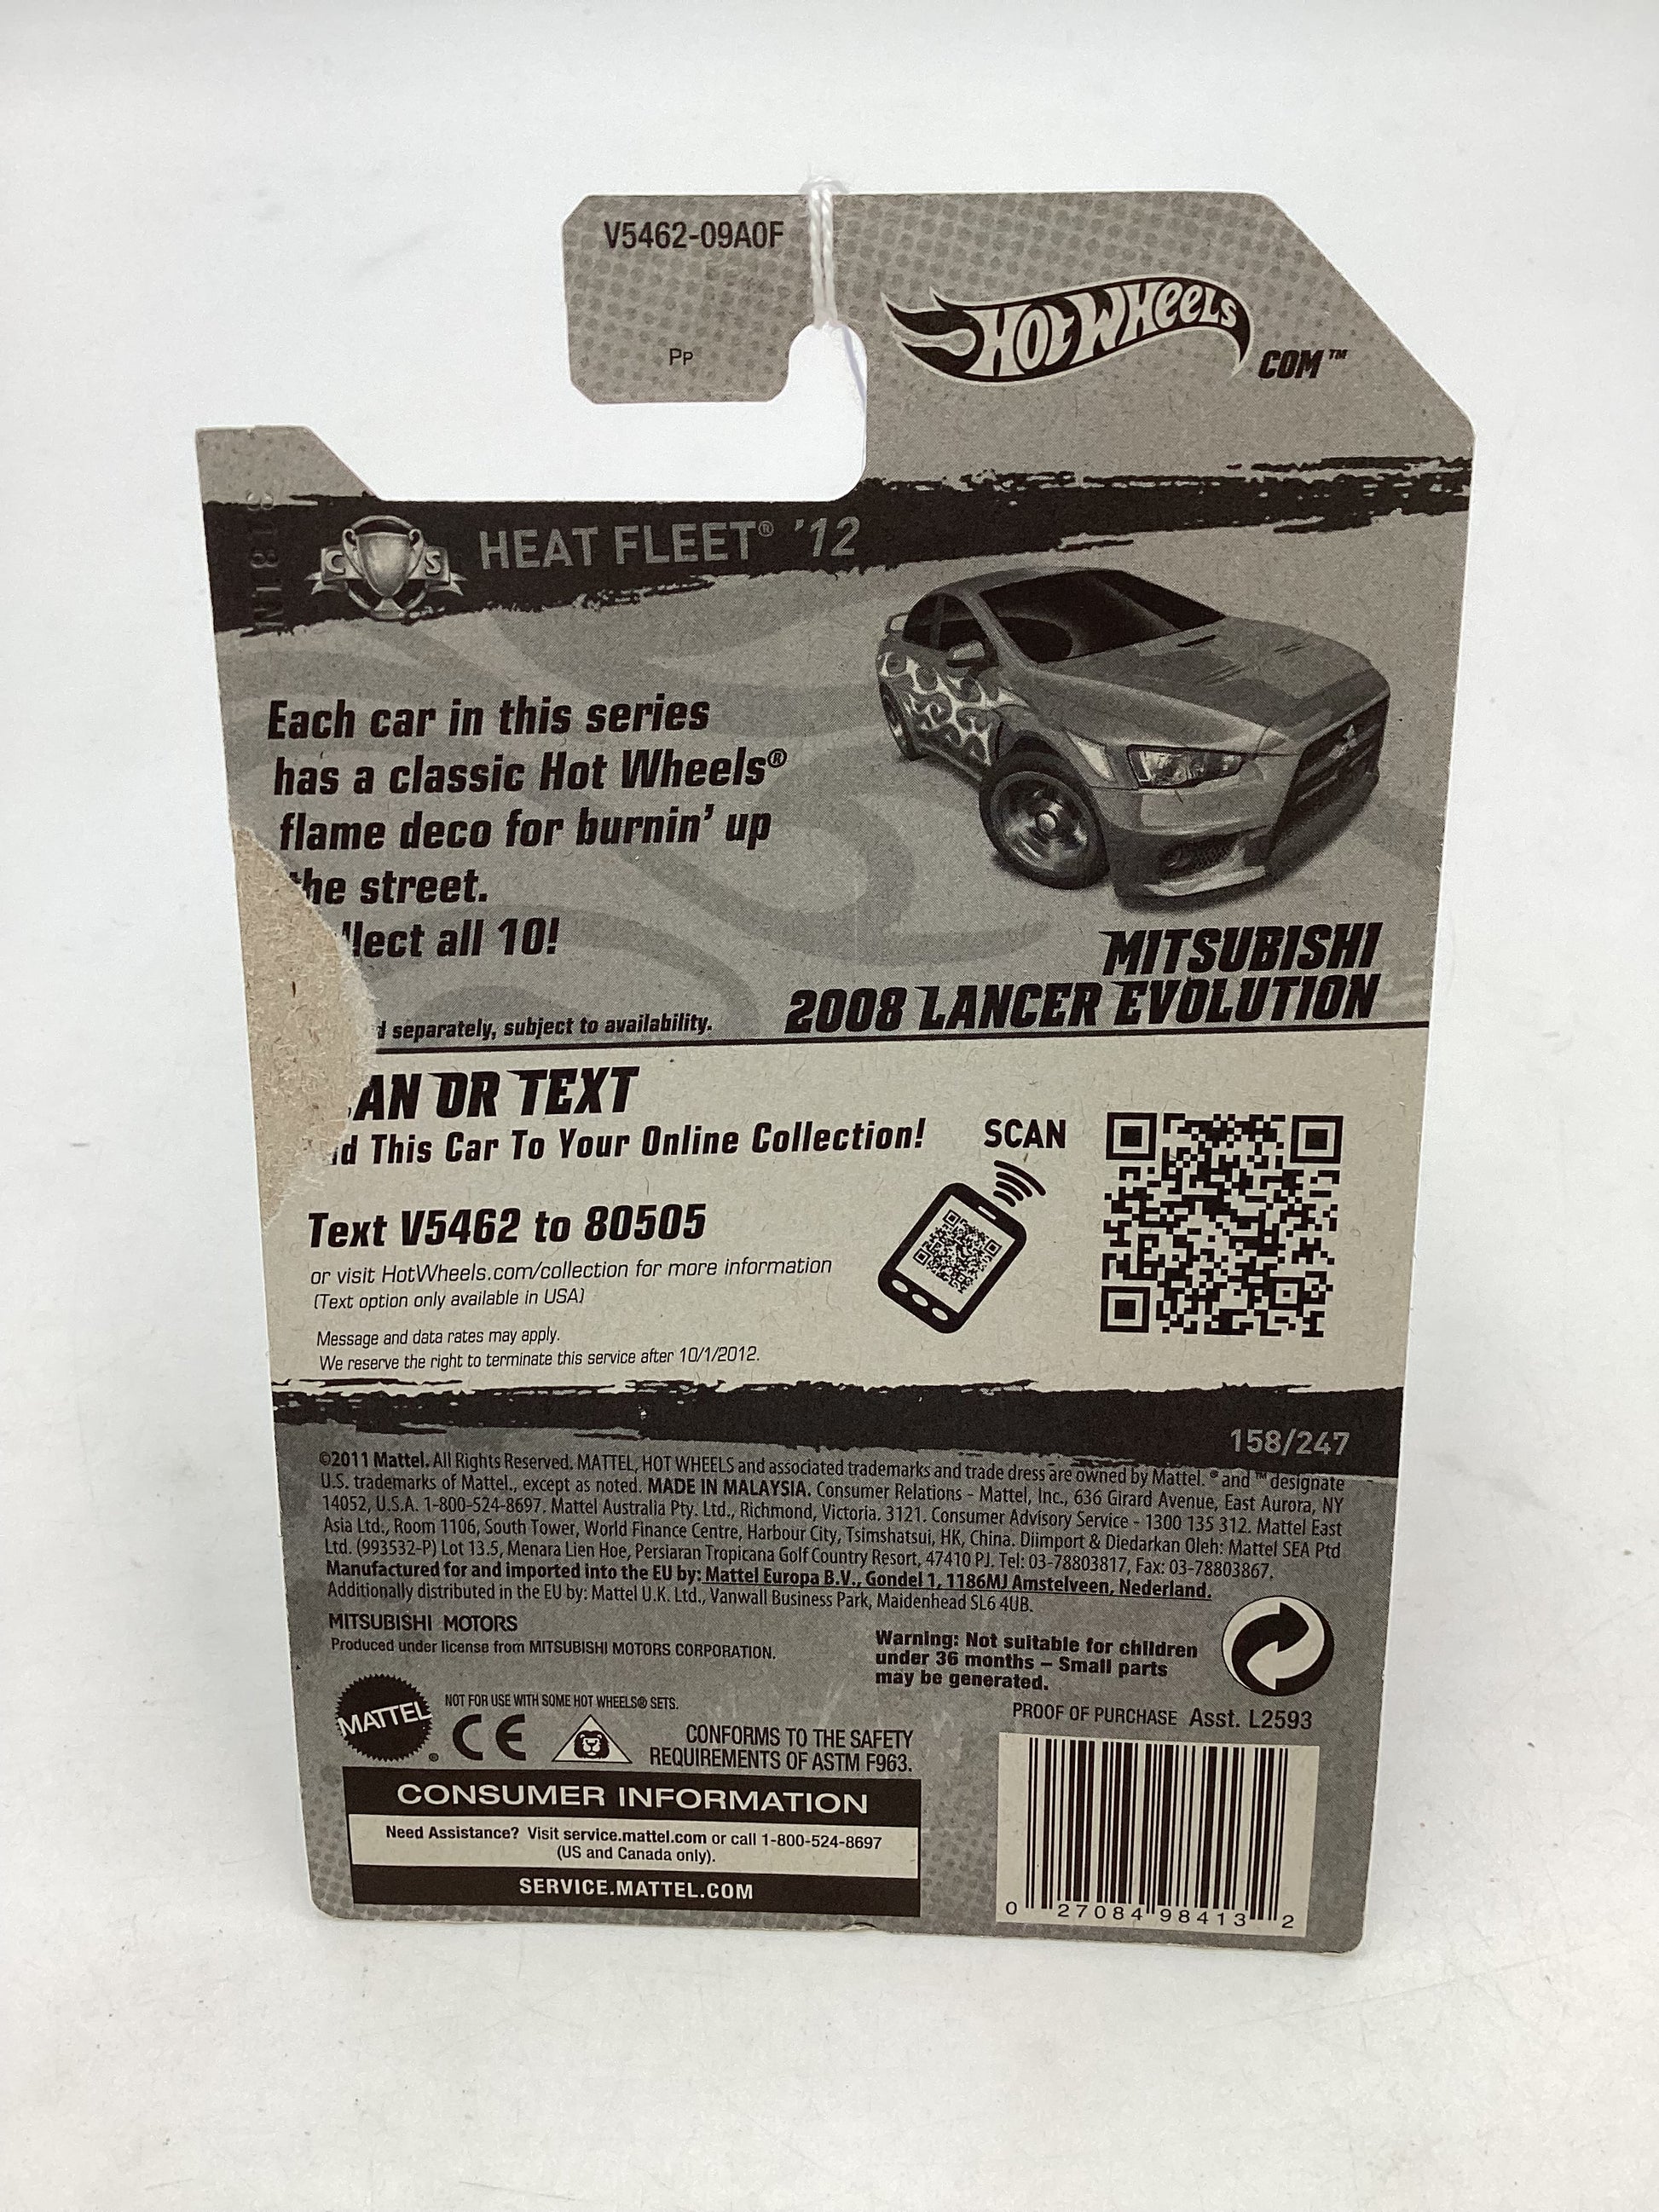 V5462-09A0F
Pp
HOT WHEELS
COM™
C S HEAT FLEET® '12
Each car in this series
has a classic Hot Wheels®
flame deco for burnin' up
the street.
llect all 10!
d separately, subject to availability.
MITSUBISHI
2008 LANCER EVOLUTION
AN OR TEXT
d This Car To Your Online Collection!
SCAN
Text V5462 to 80505
or visit HotWheels.com/collection for more information
(Text option only available in USA)
Message and data rates may apply.
We reserve the right to terminate this service after 10/1/2012.
158/247
©2011 Mattel. All Rights Reserved. MATTEL, HOT WHEELS and associated trademarks and trade dress are owned by Mattel. ® and ™ designate
U.S. trademarks of Mattel., except as noted. MADE IN MALAYSIA. Consumer Relations - Mattel, Inc., 636 Girard Avenue, East Aurora, NY
14052, U.S.A. 1-800-524-8697. Mattel Australia Pty. Ltd., Richmond, Victoria. 3121. Consumer Advisory Service - 1300 135 312. Mattel East
Asia Ltd., Room 1106, South Tower, World Finance Centre, Harbour City, Tsimshatsui, HK, China. Diimport & Diedarkan Oleh: Mattel SEA Ptd
Ltd. (993532-P) Lot 13.5, Menara Lien Hoe, Persiaran Tropicana Golf Country Resort, 47410 PJ. Tel: 03-78803817, Fax: 03-78803867.
Manufactured for and imported into the EU by: Mattel Europa B.V., Gondel 1, 1186MJ Amstelveen, Nederland.
Additionally distributed in the EU by: Mattel U.K. Ltd., Vanwall Business Park, Maidenhead SL6 4UB.
MITSUBISHI MOTORS
Produced under license from MITSUBISHI MOTORS CORPORATION.
Warning: Not suitable for children
under 36 months – Small parts
may be generated.
MATTEL®
NOT FOR USE WITH SOME HOT WHEELS® SETS.
CE
CONFORMS TO THE SAFETY
REQUIREMENTS OF ASTM F963.
PROOF OF PURCHASE Asst. L2593
CONSUMER INFORMATION
Need Assistance? Visit service.mattel.com or call 1-800-524-8697
(US and Canada only).
SERVICE.MATTEL.COM
0 27084 98413 2